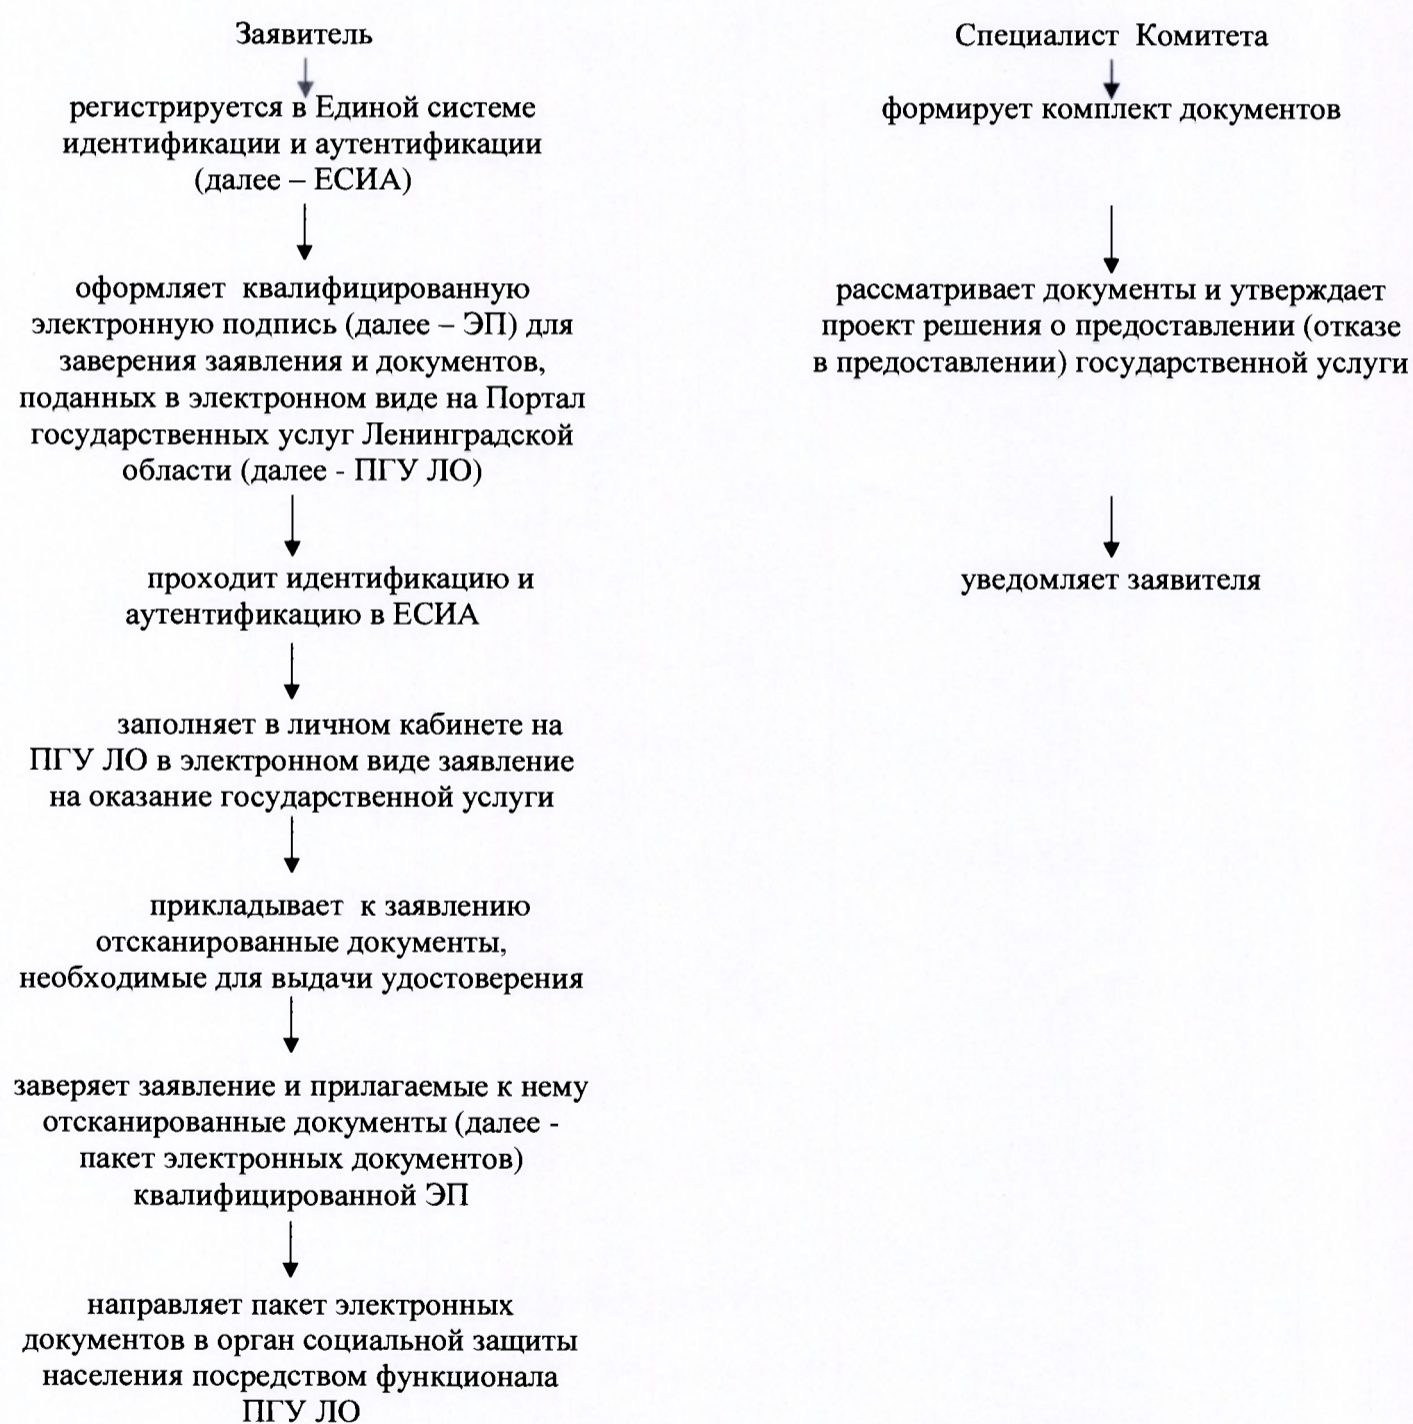 Заявитель
регистрируется в Единой системе
идентификации и аутентификации
(далее – ЕСИА)
оформляет квалифицированную
электронную подпись (далее – ЭП) для
заверения заявления и документов,
поданных в электронном виде на Портал
государственных услуг Ленинградской
области (далее - ПГУ ЛО)
проходит идентификацию и
аутентификацию в ЕСИА
заполняет в личном кабинете на
ПГУ ЛО в электронном виде заявление
на оказание государственной услуги
прикладывает к заявлению
отсканированные документы,
необходимые для выдачи удостоверения
заверяет заявление и прилагаемые к нему
отсканированные документы (далее -
пакет электронных документов)
квалифицированной ЭП
направляет пакет электронных
документов в орган социальной защиты
населения посредством функционала
ПГУ ЛО
Специалист Комитета
формирует комплект документов
рассматривает документы и утверждает
проект решения о предоставлении (отказе
в предоставлении) государственной услуги
уведомляет заявителя